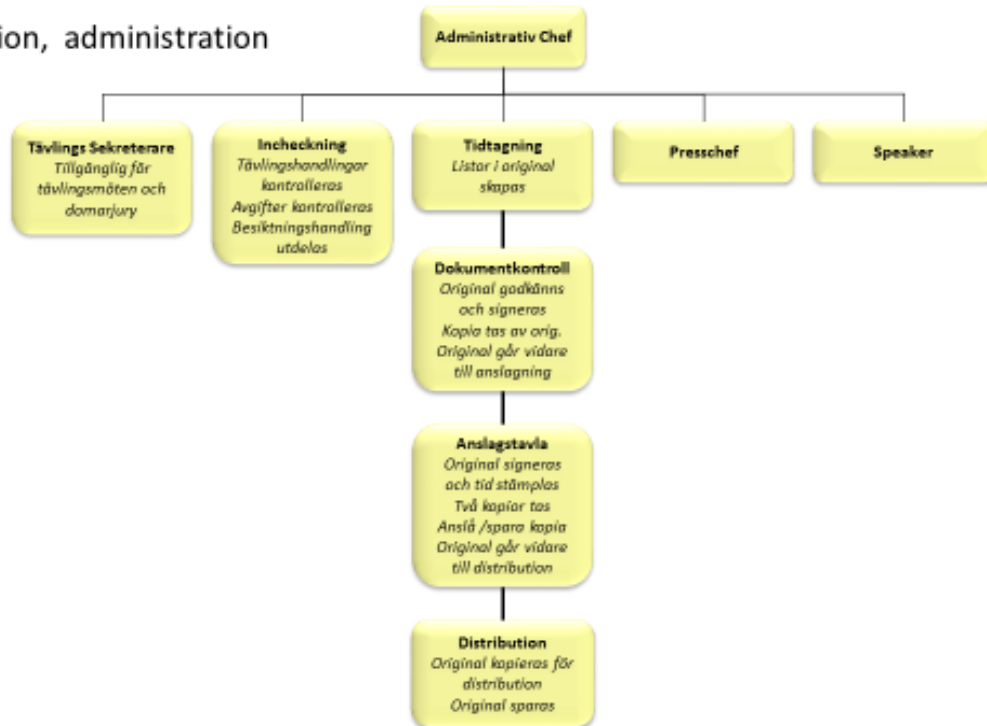 ion, administration
Administrativ Chef
Tävlings Sekreterare
Tillgänglig för
tävlingsmöten och
domarjury
Incheckning
Tävlingshandlingar
kontrolleras
Avgifter kontrolleras
Besiktningshandling
utdelas
Tidtagning
Listor i original
skapas
Presschef
Speaker
Dokumentkontroll
Original godkänns
och signeras
Kopia tas av orig.
Original går vidare
till anslagning
Anslagstavla
Original signeras
och tid stämplas
Två kopior tas
Anslå /spara kopia
Original går vidare
till distribution
Distribution
Original kopieras för
distribution
Original sparas